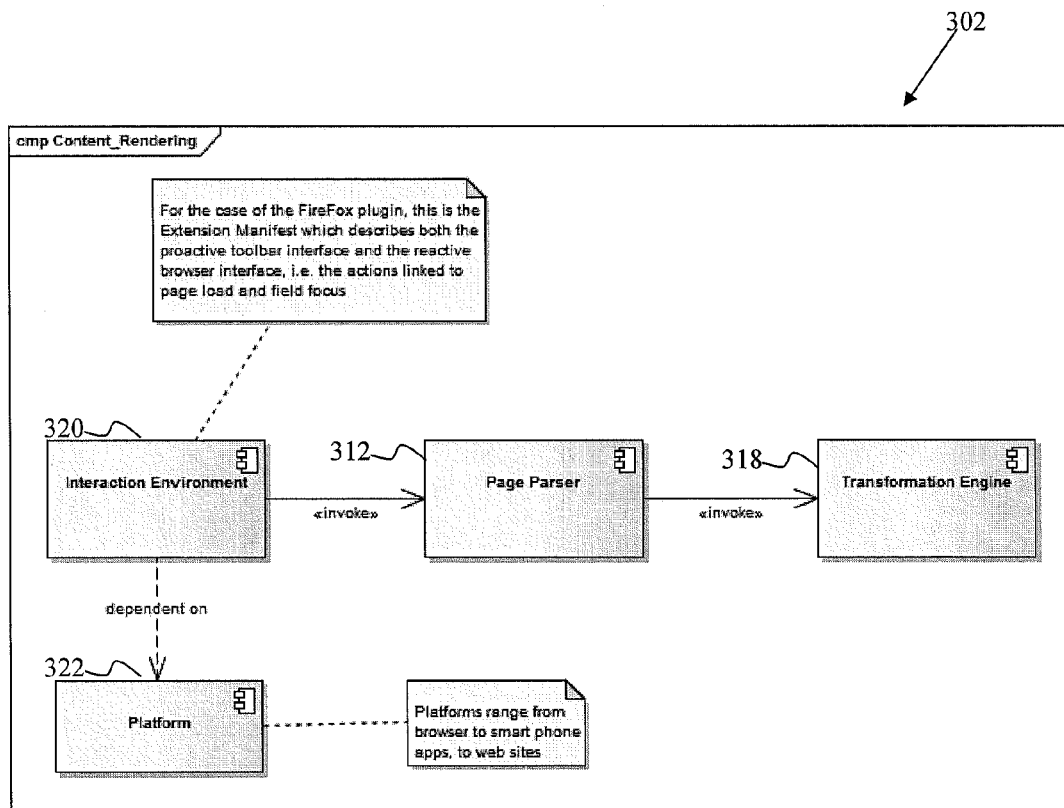 302
cmp Content_Rendering
For the case of the FireFox plugin, this is the
Extension Manifest which describes both the
proactive toolbar interface and the reactive
browser interface, i.e. the actions linked to
page load and field focus
320
Interaction Environment
312
Page Parser
318
Transformation Engine
«invoke»
«invoke»
dependent on
322
Platform
Platforms range from
browser to smart phone
apps, to web sites